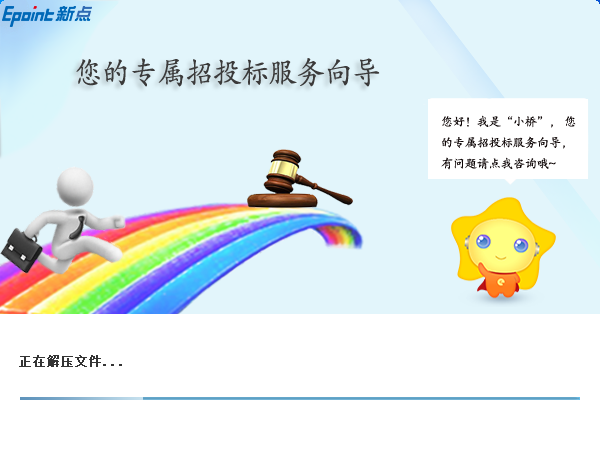 Epoint 新点
您的专属招投标服务向导
您好！我是“小桥”，您
的专属招投标服务向导，
有问题请点我咨询哦~
正在解压文件...